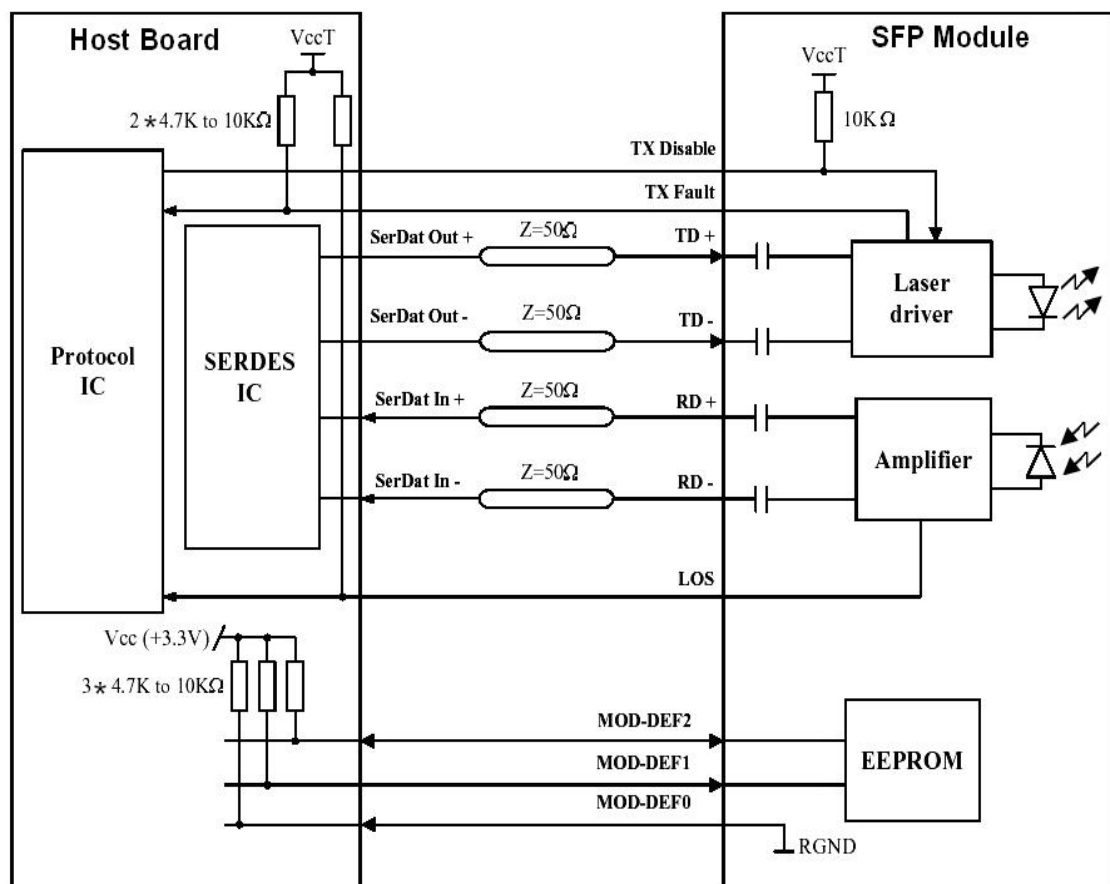 Host Board
SFP Module
VccT
VccT
2*4.7K to 10KΩ
10KΩ
TX Disable
TX Fault
SerDat Out +
Z=50Ω
TD +
Laser driver
SerDat Out -
Z=50Ω
TD -
Protocol IC
SERDES IC
SerDat In +
Z=50Ω
RD +
Amplifier
SerDat In -
Z=50Ω
RD -
LOS
Vcc (+3.3V)
3*4.7K to 10KΩ
MOD-DEF2
MOD-DEF1
EEPROM
MOD-DEF0
RGND